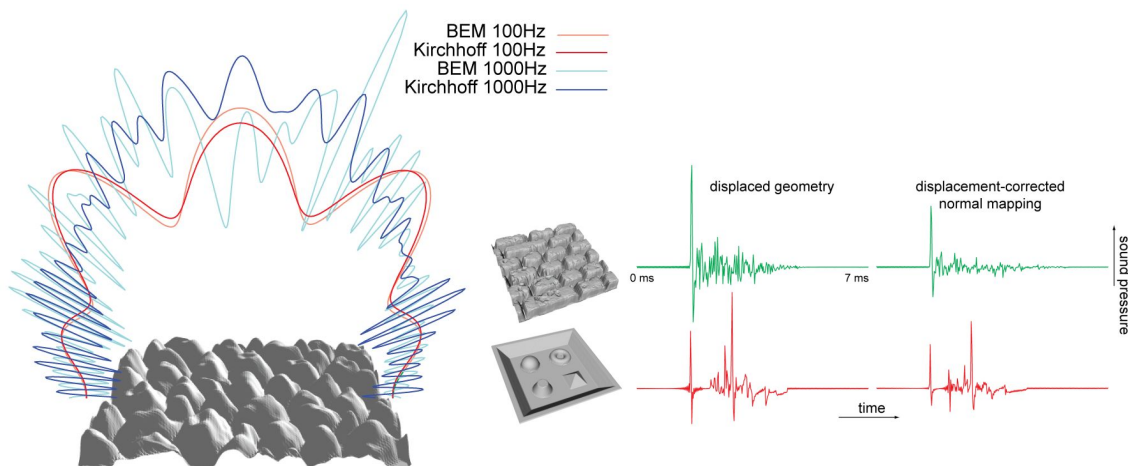 BEM 100Hz
Kirchhoff 100Hz
BEM 1000Hz
Kirchhoff 1000Hz
displaced geometry
displacement-corrected
normal mapping
0 ms
7 ms
sound pressure
time